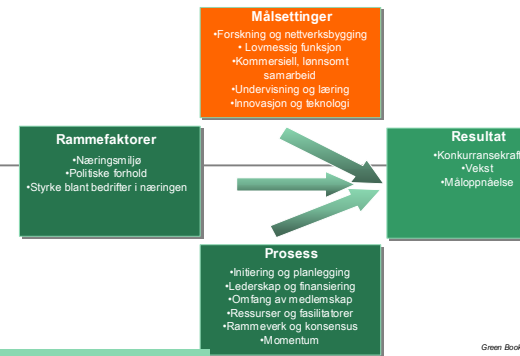 Målsettinger
•Forskning og nettverksbygging
• Lovmessig funksjon
•Kommersiell, lønnsomt
samarbeid
•Undervisning og læring
•Innovasjon og teknologi
Rammefaktorer
•Næringsmiljø
•Politiske forhold
•Styrke blant bedrifter i næringen
Resultat
•Konkurransekraft
•Vekst
•Måloppnåelse
Prosess
•Initiering og planlegging
•Lederskap og finansiering
•Omfang av medlemskap
•Ressurser og fasilitatorer
•Rammeverk og konsensus
•Momentum
Green Book